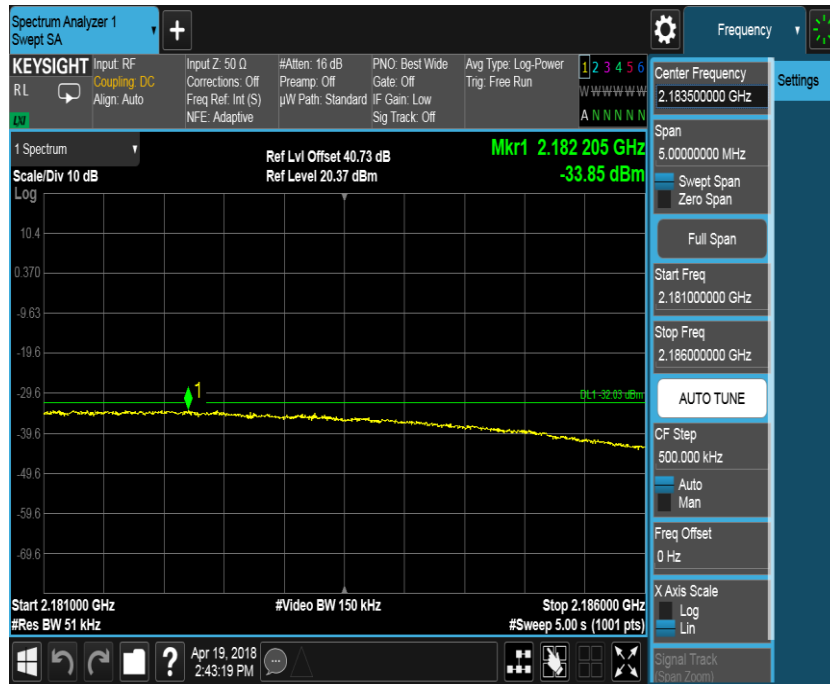 Spectrum Analyzer 1
Swept SA
+
Frequency
KEYSIGHT
RL
LXI
Input: RF
Coupling: DC
Align: Auto
Input Z: 50 Ω
Corrections: Off
Freq Ref: Int (S)
NFE: Adaptive
#Atten: 16 dB
Preamp: Off
µW Path: Standard
PNO: Best Wide
Gate: Off
IF Gain: Low
Sig Track: Off
Avg Type: Log-Power
Trig: Free Run
1 2 3 4 5 6
W W W W W W
A N N N N N
1 Spectrum
Scale/Div 10 dB
Log
Ref Lvl Offset 40.73 dB
Ref Level 20.37 dBm
Mkr1 2.182 205 GHz
-33.85 dBm
10.4
0.370
-9.63
-19.6
-29.6
-39.6
-49.6
-59.6
-69.6
1
DL1 -32.03 dBm
Start 2.181000 GHz
#Res BW 51 kHz
#Video BW 150 kHz
Stop 2.186000 GHz
#Sweep 5.00 s (1001 pts)
?
Apr 19, 2018
2:43:19 PM
Center Frequency
2.183500000 GHz
Span
5.00000000 MHz
Swept Span
Zero Span
Full Span
Start Freq
2.181000000 GHz
Stop Freq
2.186000000 GHz
AUTO TUNE
CF Step
500.000 kHz
Auto
Man
Freq Offset
0 Hz
X Axis Scale
Log
Lin
Signal Track
(Span Zoom)
Settings